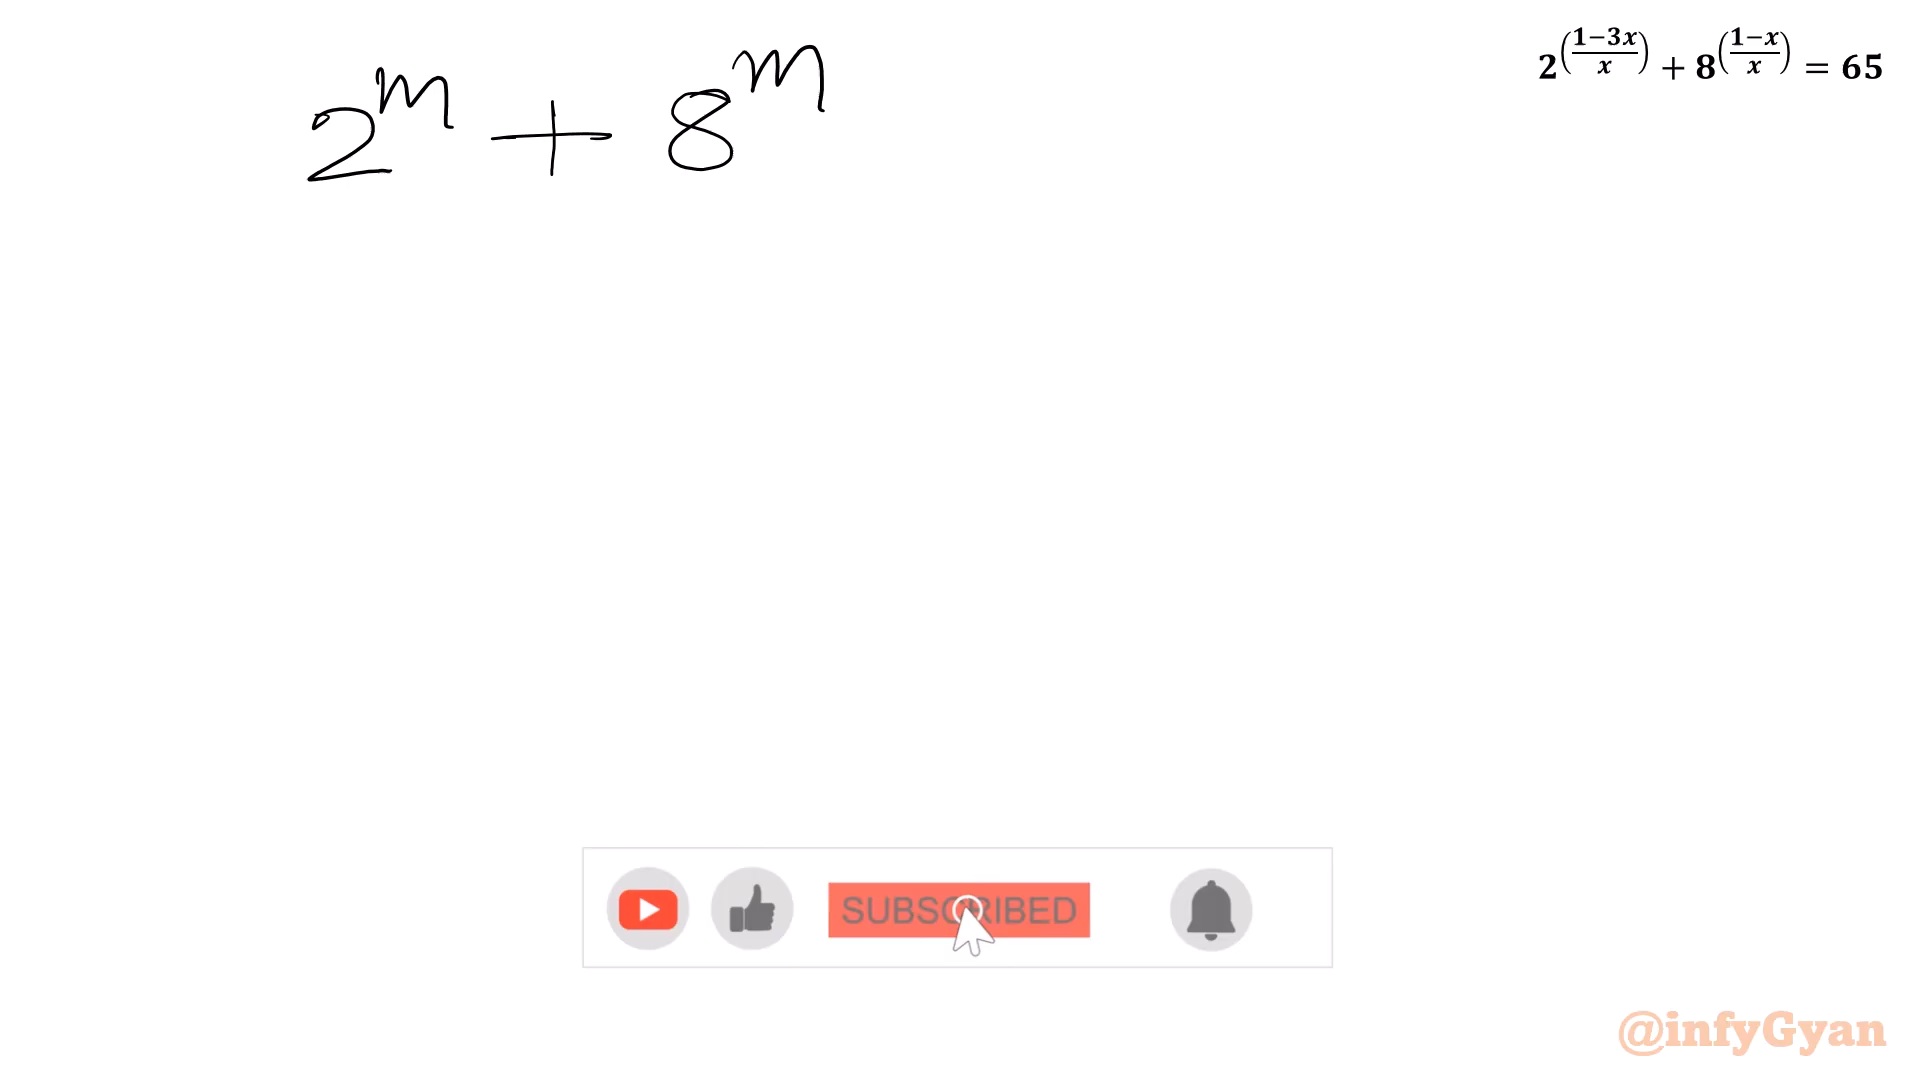 2^m + 8^m
2^((1−3x)/x) + 8^((1−x)/x) = 65
SUBSCRIBED
@infyGyan